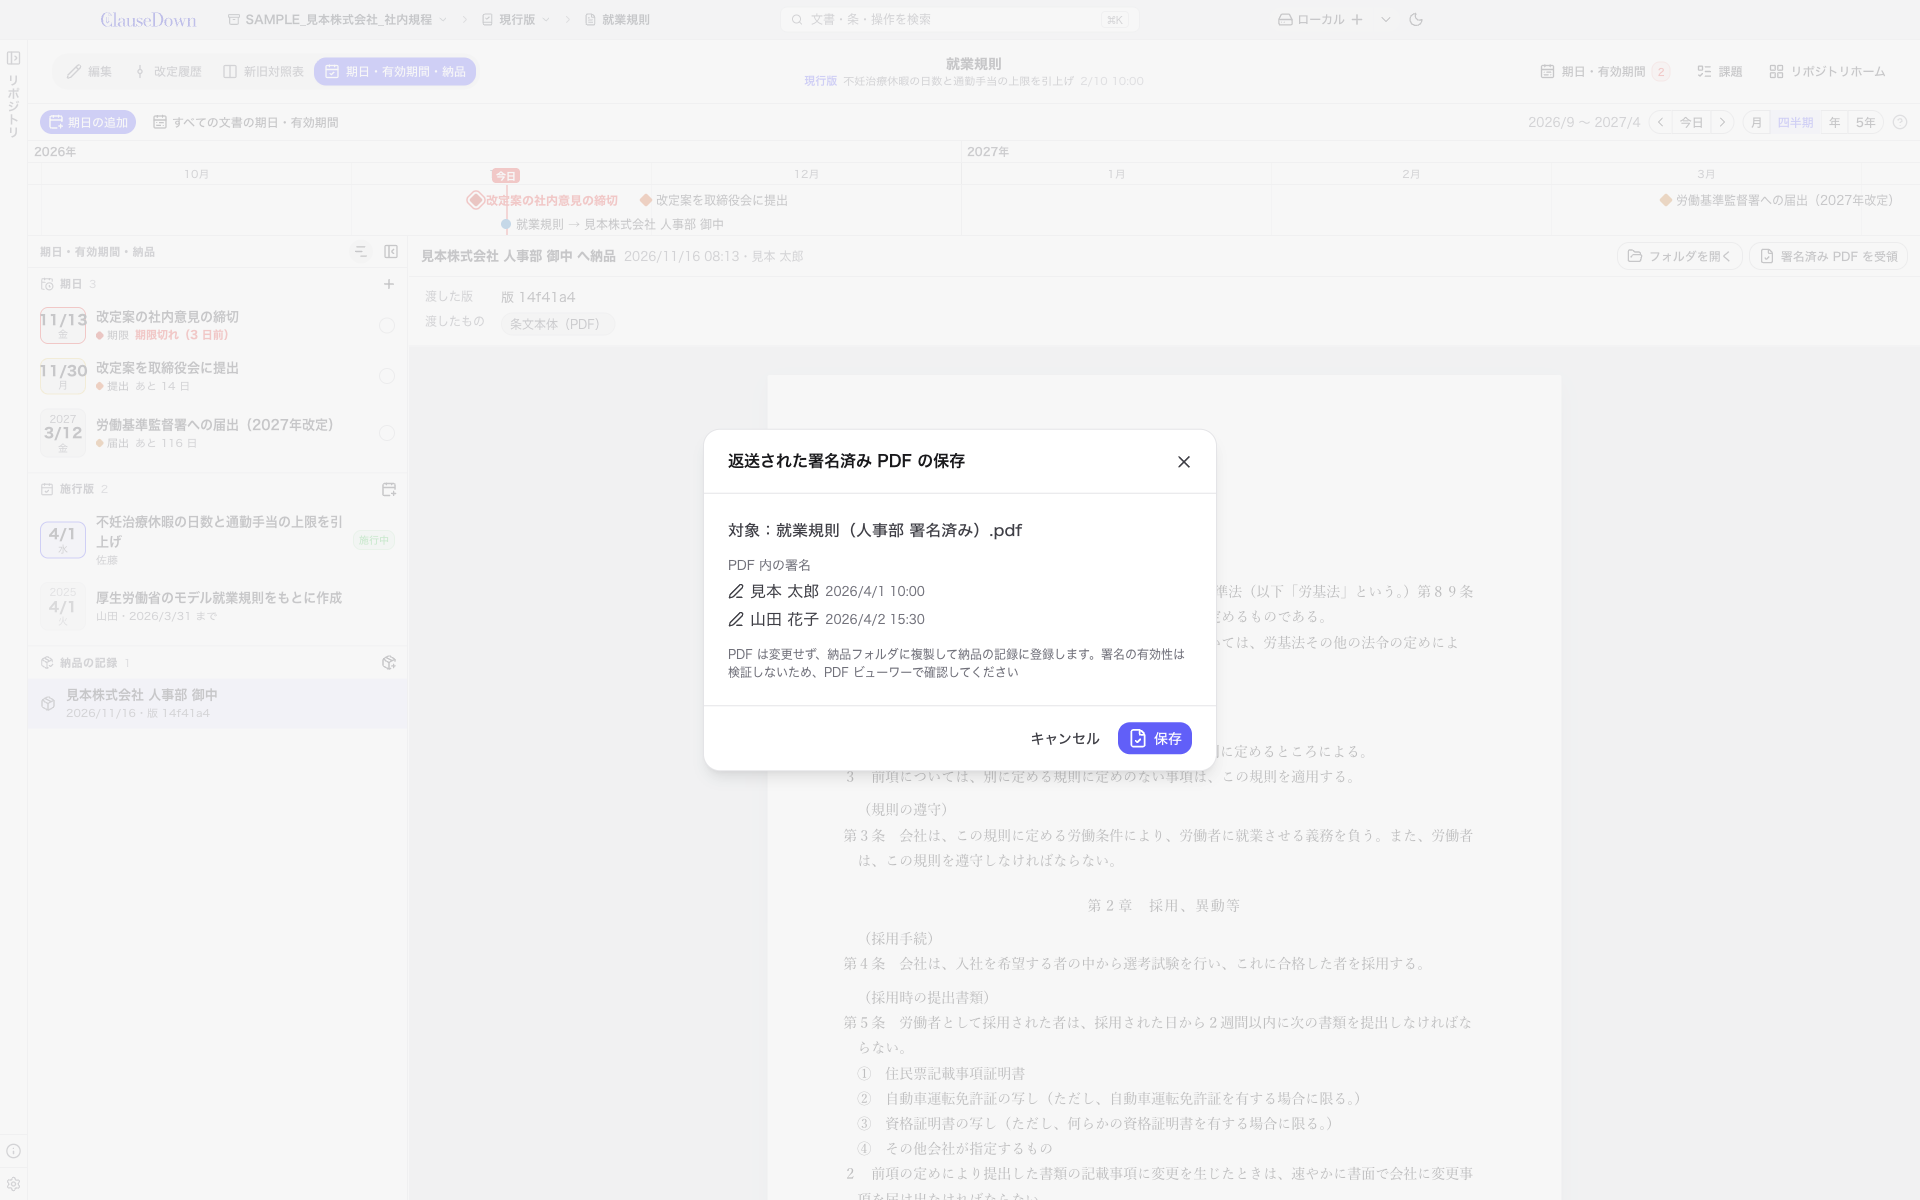 ClauseDown
SAMPLE_見本株式会社_社内規程
現行版
就業規則
文書・条・操作を検索
⌘K
ローカル
リポジトリ
編集
改定履歴
新旧対照表
期日・有効期間・納品
就業規則
現行版 不妊治療休暇の日数と通勤手当の上限を引上げ 2/10 10:00
期日・有効期間 2
課題
リポジトリホーム
期日の追加
すべての文書の期日・有効期間
2026/9 〜 2027/4
今日
月
四半期
年
5年
2026年
2027年
10月
今日
12月
1月
2月
3月
改定案の社内意見の締切
改定案を取締役会に提出
労働基準監督署への届出（2027年改定）
就業規則 → 見本株式会社 人事部 御中
期日・有効期間・納品
期日 3
11/13
金
改定案の社内意見の締切
期限 期限切れ（3 日前）
11/30
月
改定案を取締役会に提出
提出 あと 14 日
2027
3/12
金
労働基準監督署への届出（2027年改定）
届出 あと 116 日
施行版 2
4/1
水
不妊治療休暇の日数と通勤手当の上限を引
上げ
佐藤
施行中
2025
4/1
火
厚生労働省のモデル就業規則をもとに作成
山田・2026/3/31 まで
納品の記録 1
見本株式会社 人事部 御中
2026/11/16・版 14f41a4
見本株式会社 人事部 御中 へ納品 2026/11/16 08:13・見本 太郎
フォルダを開く
署名済み PDF を受領
渡した版 版 14f41a4
渡したもの 条文本体（PDF）
返送された署名済み PDF の保存
対象：就業規則（人事部 署名済み）.pdf
PDF 内の署名
見本 太郎 2026/4/1 10:00
山田 花子 2026/4/2 15:30
PDF は変更せず、納品フォルダに複製して納品の記録に登録します。署名の有効性は
検証しないため、PDF ビューワーで確認してください
キャンセル
保存
準法（以下「労基法」という。）第８９条
めるものである。
ては、労基法その他の法令の定めによ
に定めるところによる。
３　前項については、別に定める規則に定めのない事項は、この規則を適用する。
（規則の遵守）
第３条　会社は、この規則に定める労働条件により、労働者に就業させる義務を負う。また、労働者
は、この規則を遵守しなければならない。
第２章　採用、異動等
（採用手続）
第４条　会社は、入社を希望する者の中から選考試験を行い、これに合格した者を採用する。
（採用時の提出書類）
第５条　労働者として採用された者は、採用された日から２週間以内に次の書類を提出しなければな
らない。
①　住民票記載事項証明書
②　自動車運転免許証の写し（ただし、自動車運転免許証を有する場合に限る。）
③　資格証明書の写し（ただし、何らかの資格証明書を有する場合に限る。）
④　その他会社が指定するもの
２　前項の定めにより提出した書類の記載事項に変更を生じたときは、速やかに書面で会社に変更事
項を届け出なければならない